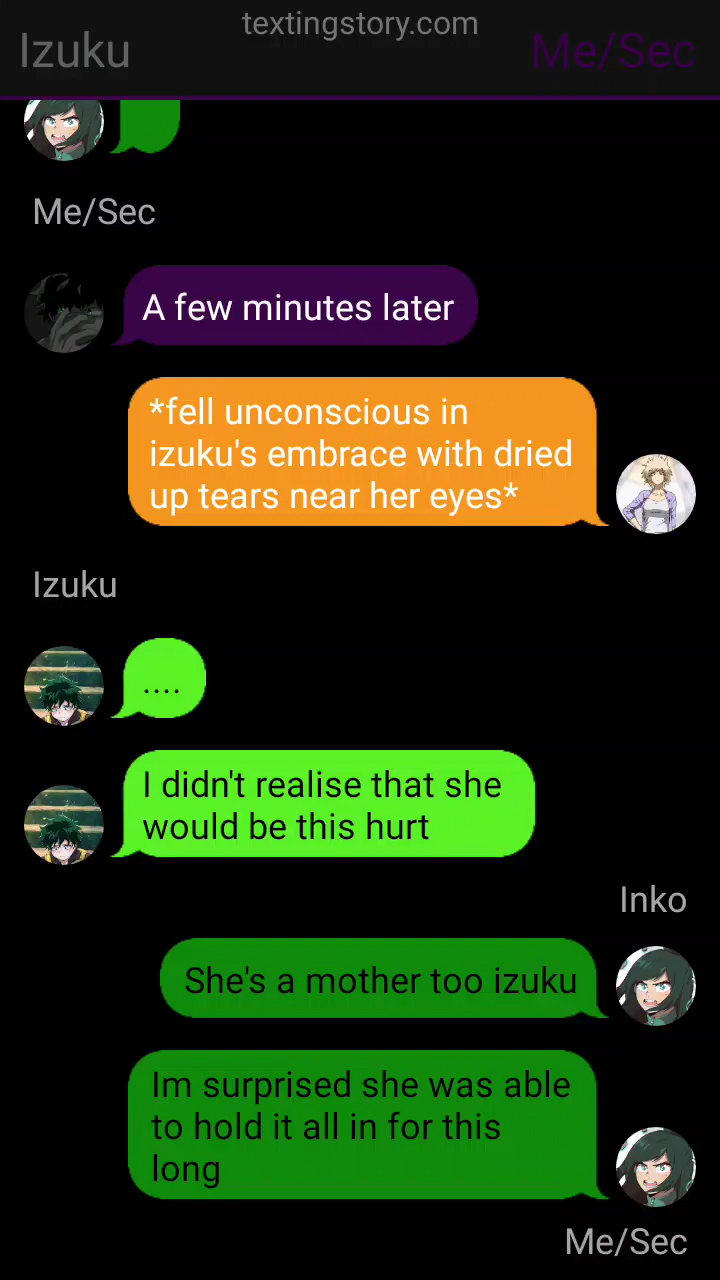 textingstory.com
Izuku
Me/Sec
Me/Sec
A few minutes later
*fell unconscious in
izuku's embrace with dried
up tears near her eyes*
Izuku
....
I didn't realise that she
would be this hurt
Inko
She's a mother too izuku
Im surprised she was able
to hold it all in for this
long
Me/Sec